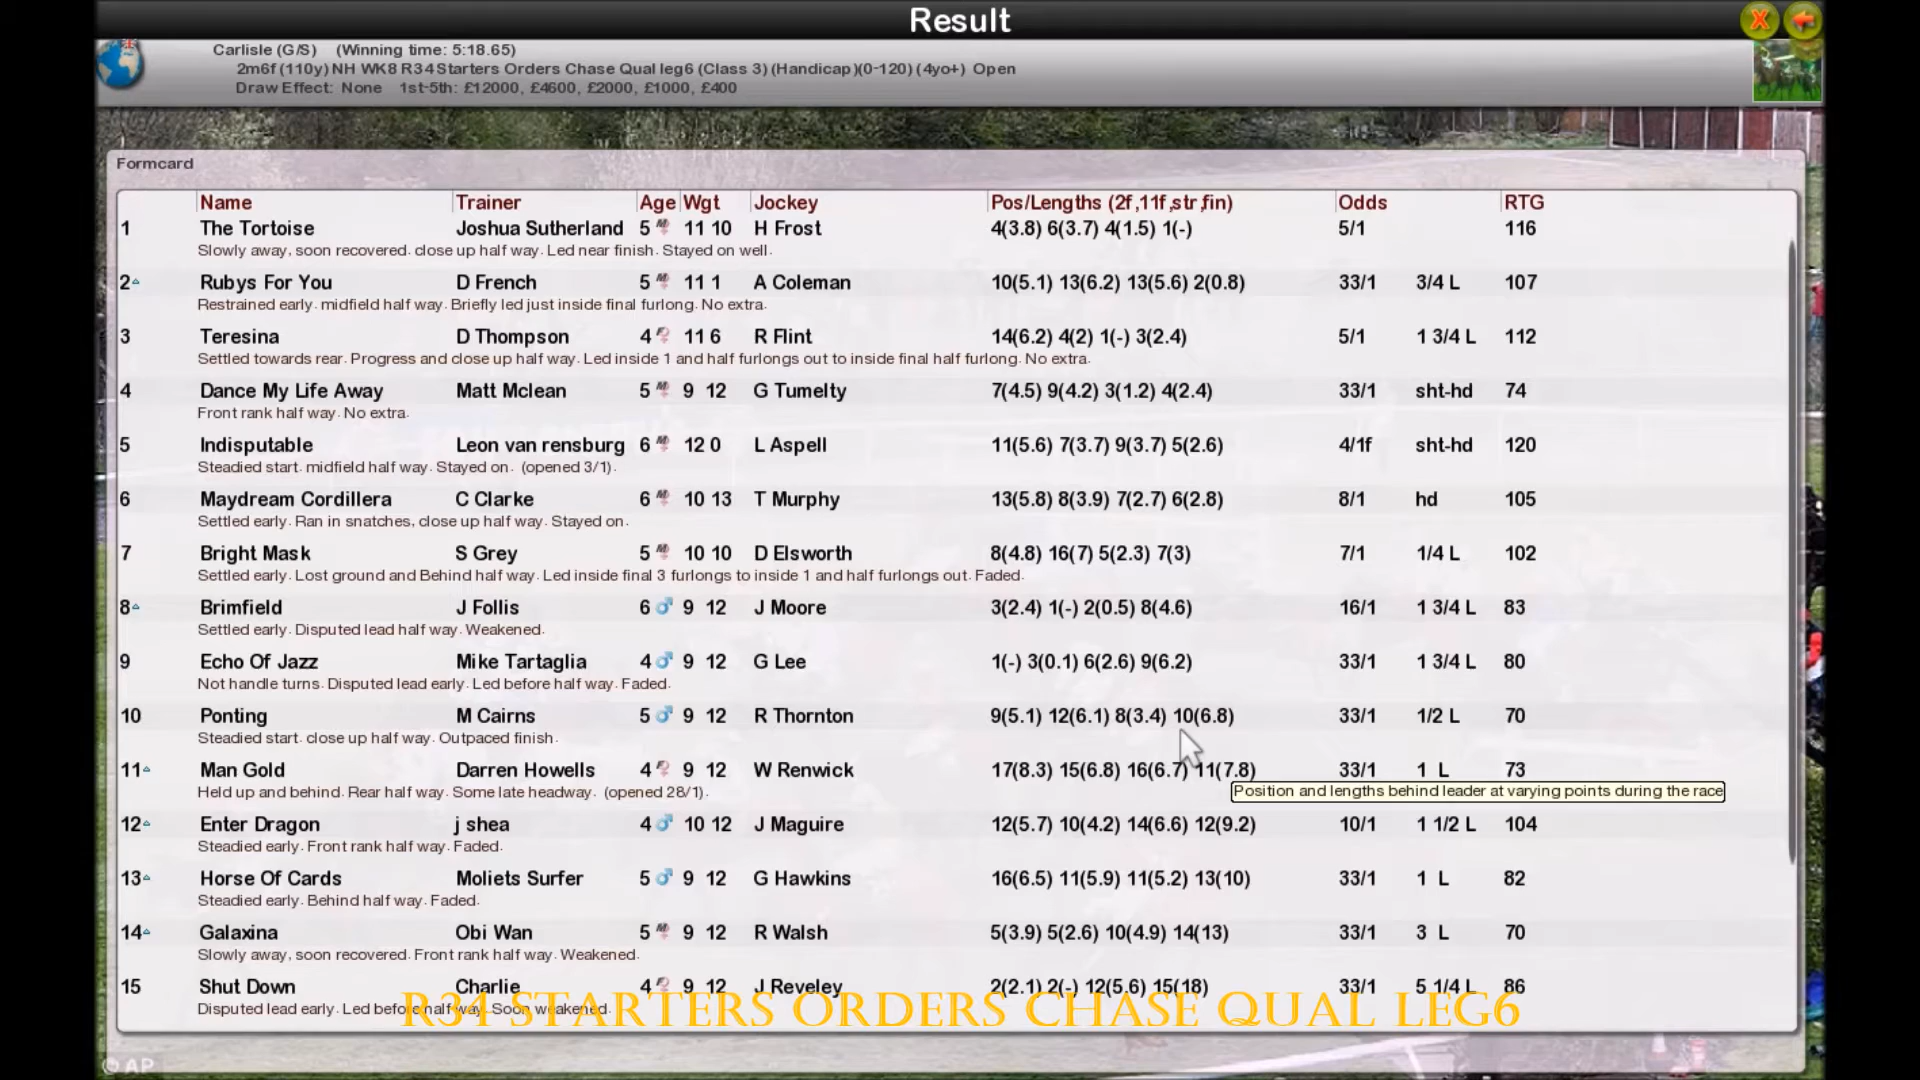 Result
Carlisle (G/S) (Winning time: 5:18.65)
2m6f (110y) NH WK8 R34 Starters Orders Chase Qual leg6 (Class 3) (Handicap)(0-120) (4yo+) Open
Draw Effect: None 1st-5th: £12000, £4600, £2000, £1000, £400
Formcard
Name Trainer Age Wgt Jockey Pos/Lengths (2f,11f,str,fin) Odds RTG
1 The Tortoise Joshua Sutherland 5 11 10 H Frost 4(3.8) 6(3.7) 4(1.5) 1(-) 5/1 116
Slowly away, soon recovered. close up half way. Led near finish. Stayed on well.
2 Rubys For You D French 5 11 1 A Coleman 10(5.1) 13(6.2) 13(5.6) 2(0.8) 33/1 3/4 L 107
Restrained early. midfield half way. Briefly led just inside final furlong. No extra.
3 Teresina D Thompson 4 11 6 R Flint 14(6.2) 4(2) 1(-) 3(2.4) 5/1 1 3/4 L 112
Settled towards rear. Progress and close up half way. Led inside 1 and half furlongs out to inside final half furlong. No extra.
4 Dance My Life Away Matt Mclean 5 9 12 G Tumelty 7(4.5) 9(4.2) 3(1.2) 4(2.4) 33/1 sht-hd 74
Front rank half way. No extra.
5 Indisputable Leon van rensburg 6 12 0 L Aspell 11(5.6) 7(3.7) 9(3.7) 5(2.6) 4/1f sht-hd 120
Steadied start. midfield half way. Stayed on. (opened 3/1).
6 Maydream Cordillera C Clarke 6 10 13 T Murphy 13(5.8) 8(3.9) 7(2.7) 6(2.8) 8/1 hd 105
Settled early. Ran in snatches, close up half way. Stayed on.
7 Bright Mask S Grey 5 10 10 D Elsworth 8(4.8) 16(7) 5(2.3) 7(3) 7/1 1/4 L 102
Settled early. Lost ground and Behind half way. Led inside final 3 furlongs to inside 1 and half furlongs out. Faded.
8 Brimfield J Follis 6 9 12 J Moore 3(2.4) 1(-) 2(0.5) 8(4.6) 16/1 1 3/4 L 83
Settled early. Disputed lead half way. Weakened.
9 Echo Of Jazz Mike Tartaglia 4 9 12 G Lee 1(-) 3(0.1) 6(2.6) 9(6.2) 33/1 1 3/4 L 80
Not handle turns. Disputed lead early. Led before half way. Faded.
10 Ponting M Cairns 5 9 12 R Thornton 9(5.1) 12(6.1) 8(3.4) 10(6.8) 33/1 1/2 L 70
Steadied start. close up half way. Outpaced finish.
11 Man Gold Darren Howells 4 9 12 W Renwick 17(8.3) 15(6.8) 16(6.7) 11(7.8) 33/1 1 L 73
Held up and behind. Rear half way. Some late headway. (opened 28/1).
Position and lengths behind leader at varying points during the race
12 Enter Dragon j shea 4 10 12 J Maguire 12(5.7) 10(4.2) 14(6.6) 12(9.2) 10/1 1 1/2 L 104
Steadied early. Front rank half way. Faded.
13 Horse Of Cards Moliets Surfer 5 9 12 G Hawkins 16(6.5) 11(5.9) 11(5.2) 13(10) 33/1 1 L 82
Steadied early. Behind half way. Faded.
14 Galaxina Obi Wan 5 9 12 R Walsh 5(3.9) 5(2.6) 10(4.9) 14(13) 33/1 3 L 70
Slowly away, soon recovered. Front rank half way. Weakened.
15 Shut Down Charlie 4 9 12 J Reveley 2(2.1) 2(-) 12(5.6) 15(18) 33/1 5 1/4 L 86
Disputed lead early. Led before half way. Soon weakened.
R34 STARTERS ORDERS CHASE QUAL LEG6
© AP